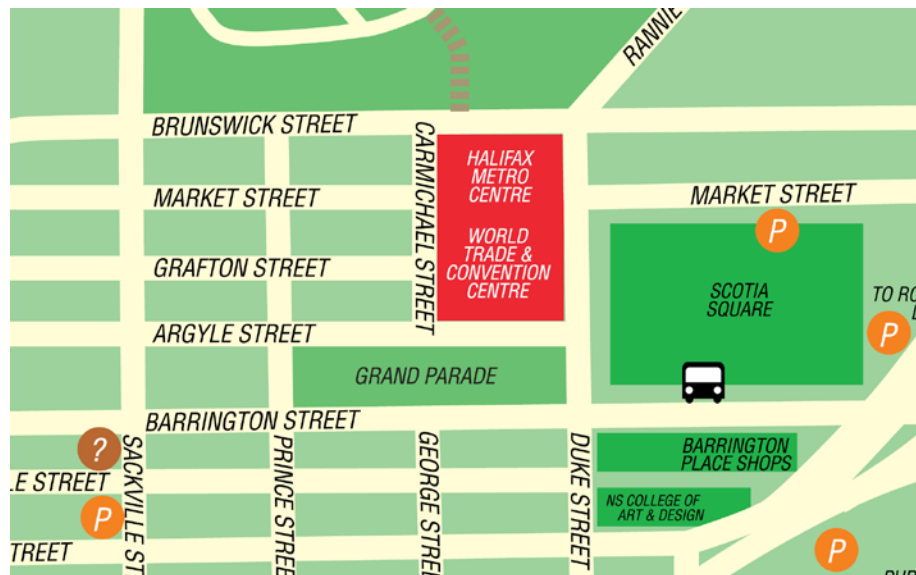 RANNIE
BRUNSWICK STREET
CARMICHAEL STREET
HALIFAX
METRO
CENTRE
WORLD
TRADE &
CONVENTION
CENTRE
MARKET STREET
MARKET STREET
P
GRAFTON STREET
SCOTIA
SQUARE
TO RO
P
ARGYLE STREET
GRAND PARADE
BARRINGTON STREET
?
SACKVILLE ST
PRINCE STREE
GEORGE STREE
DUKE STREET
BARRINGTON
PLACE SHOPS
LE STREET
P
NS COLLEGE OF
ART & DESIGN
TREET
P